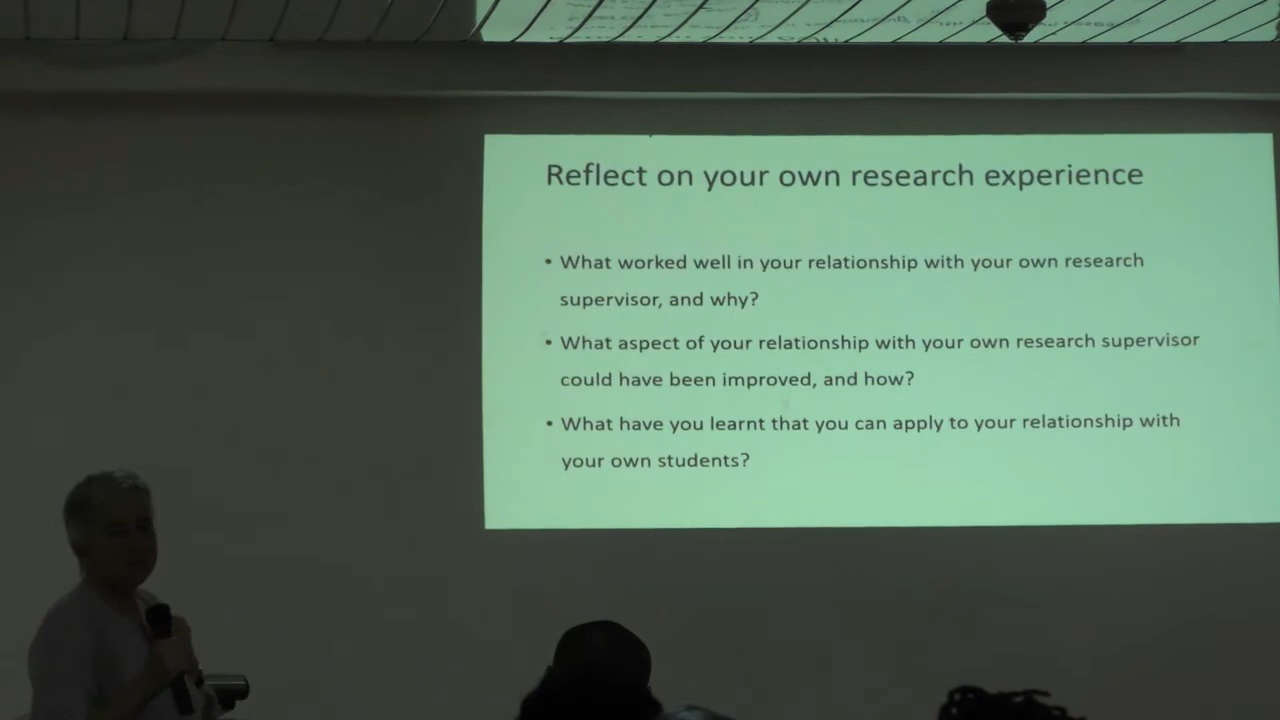 Reflect on your own research experience
• What worked well in your relationship with your own research
supervisor, and why?
• What aspect of your relationship with your own research supervisor
could have been improved, and how?
• What have you learnt that you can apply to your relationship with
your own students?